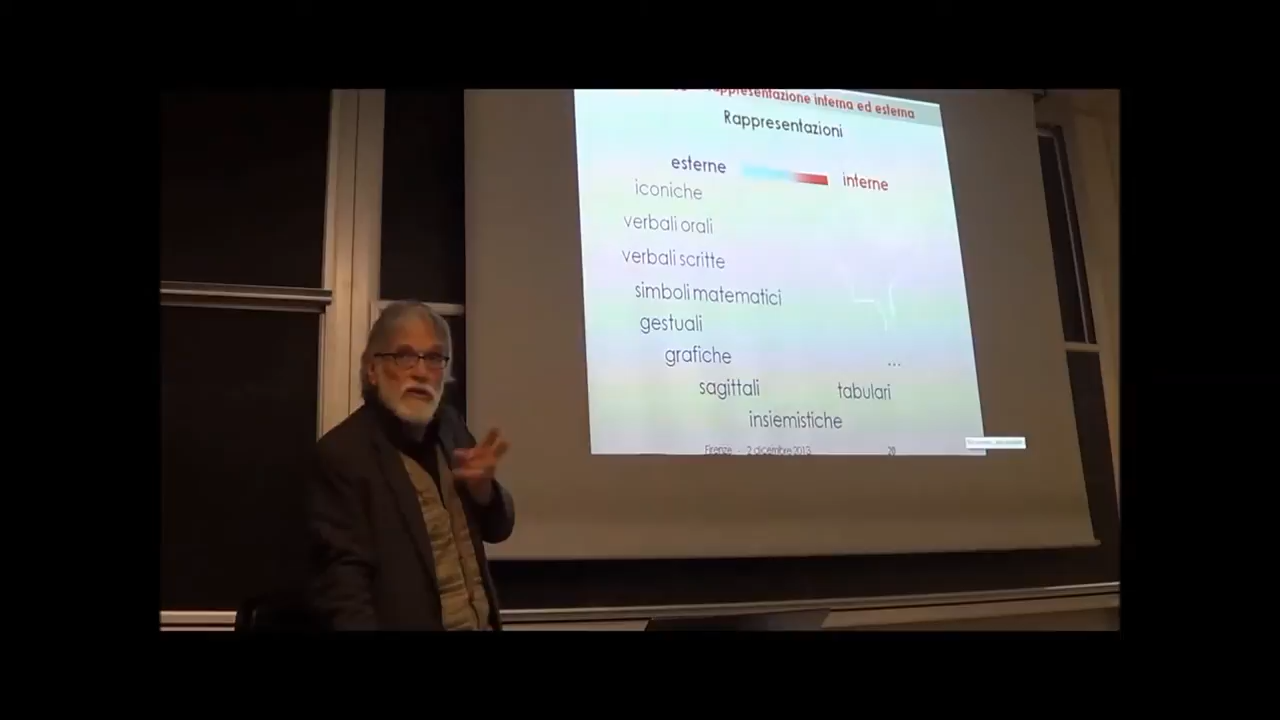 rappresentazione interna ed esterna
Rappresentazioni
esterne interne
iconiche
verbali orali
verbali scritte
simboli matematici
gestuali
grafiche ...
sagittali tabulari
insiemistiche
Firenze - 2 dicembre 2013 20